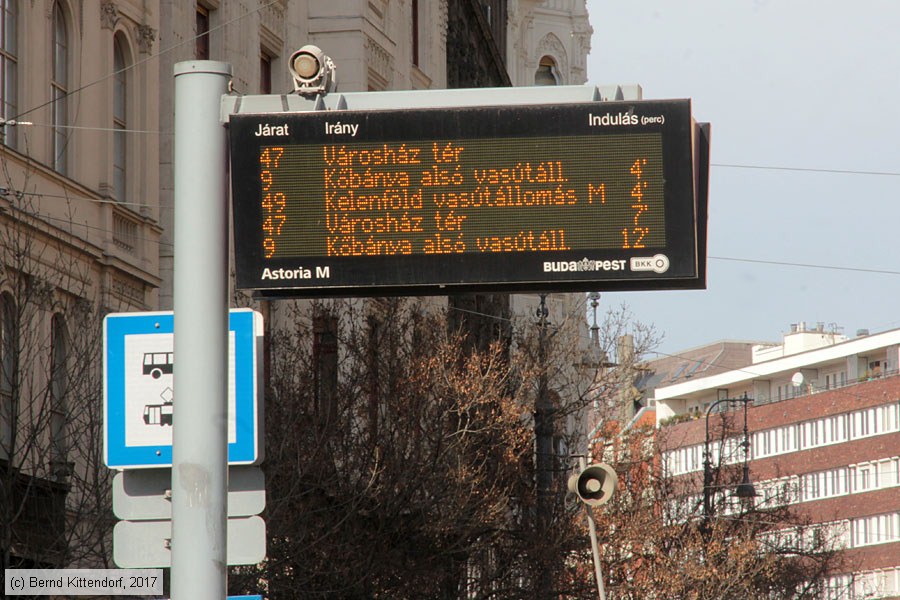 Járat Irány Indulás (perc)
47 Városház tér
9 Kőbánya alsó vasútáll. 4'
49 Kelenföld vasútállomás M 4'
47 Városház tér 7'
9 Kőbánya alsó vasútáll. 12'
Astoria M BUDAPEST BKK
(c) Bernd Kittendorf, 2017